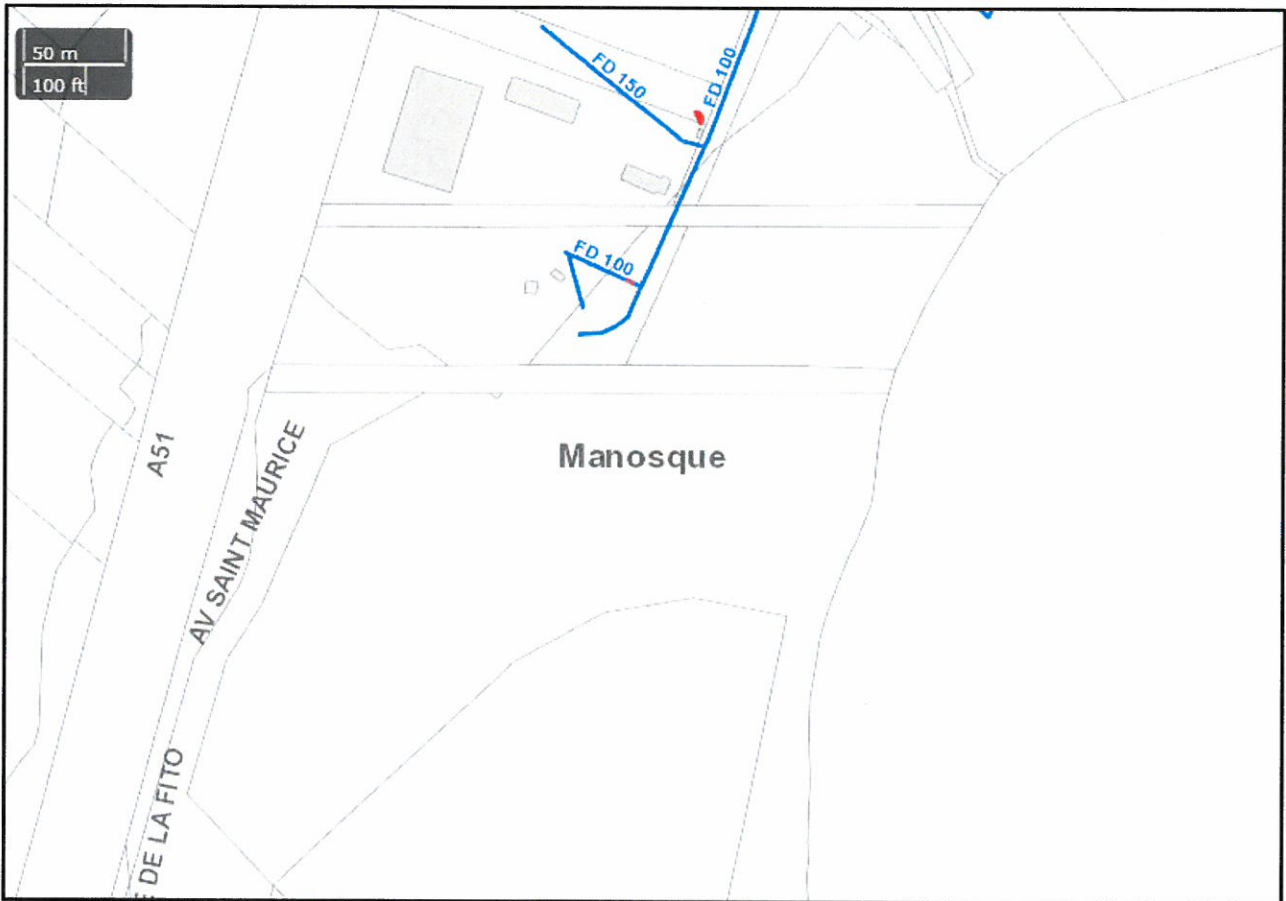 50 m
100 ft
FD 150
FD 100
FD 100
Manosque
A51
AV SAINT MAURICE
DE LA FITO